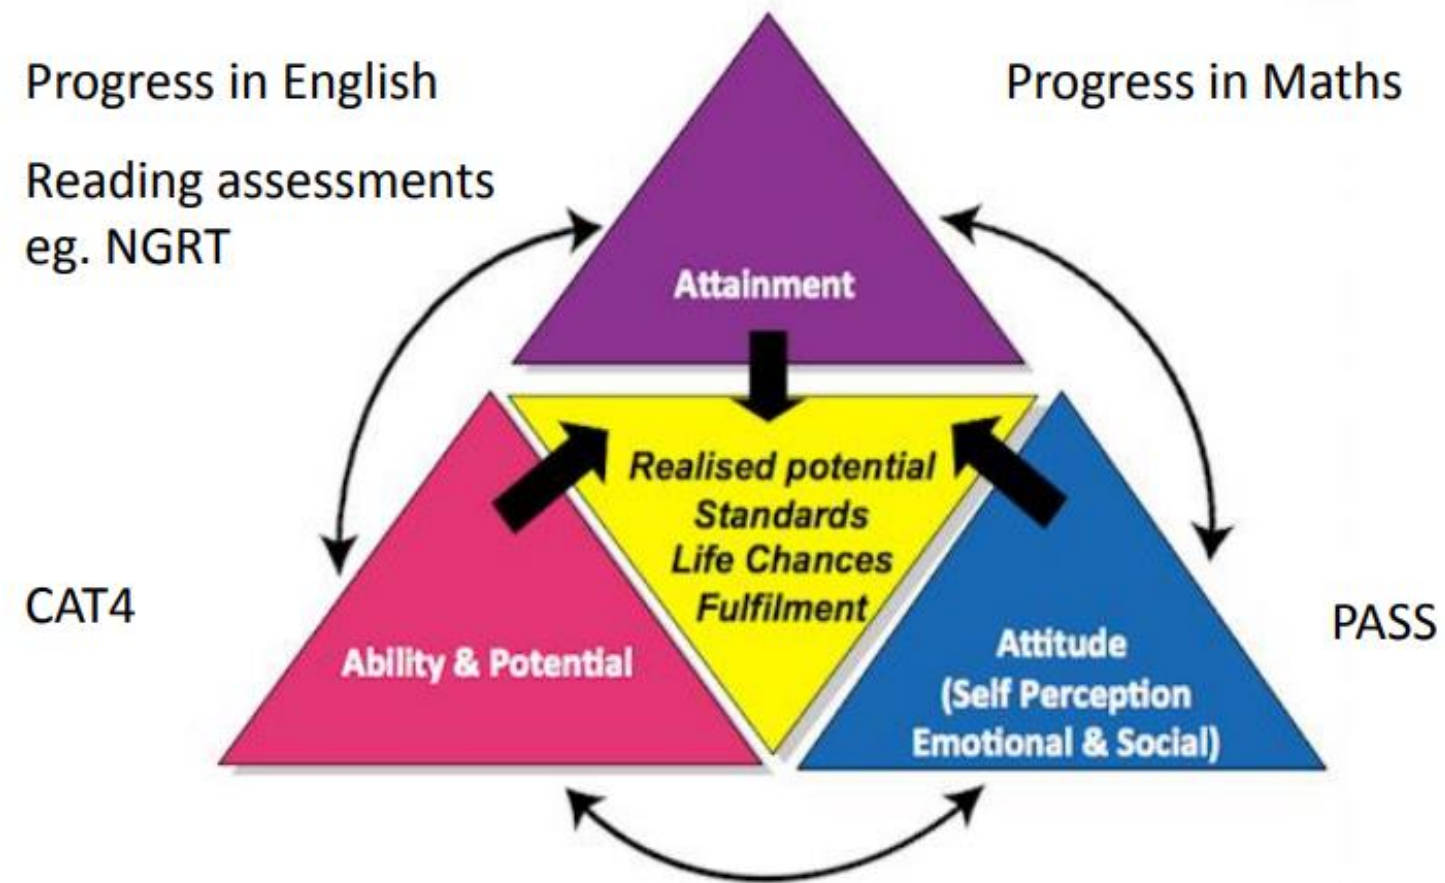 Progress in English
Progress in Maths
Reading assessments
eg. NGRT
Attainment
Realised potential
Standards
Life Chances
Fulfilment
CAT4
Ability & Potential
Attitude
(Self Perception
Emotional & Social)
PASS